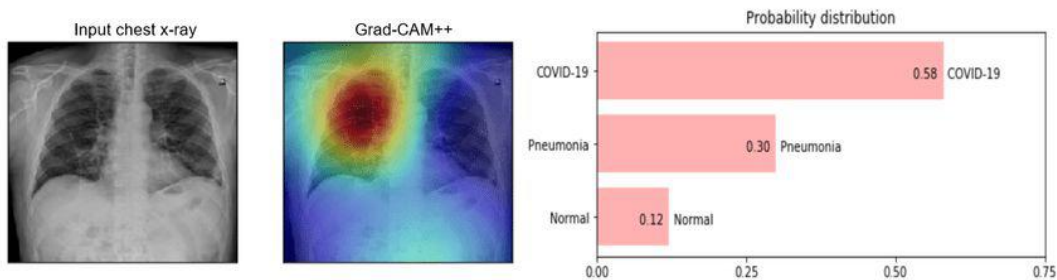 Input chest x-ray
Grad-CAM++
Probability distribution
COVID-19
0.58
COVID-19
Pneumonia
0.30
Pneumonia
Normal
0.12
Normal
0.00
0.25
0.50
0.75